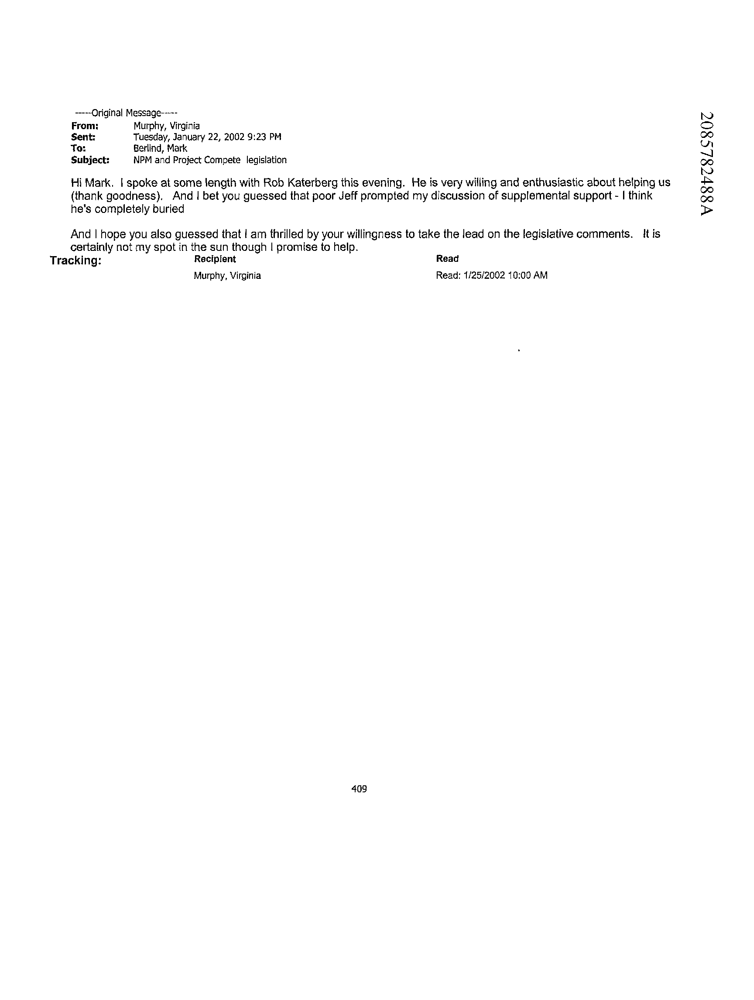 -----Original Message-----
From: Murphy, Virginia
Sent: Tuesday, January 22, 2002 9:23 PM
To: Berlind, Mark
Subject: NPM and Project Compete legislation
Hi Mark. I spoke at some length with Rob Katerberg this evening. He is very willing and enthusiastic about helping us
(thank goodness). And I bet you guessed that poor Jeff prompted my discussion of supplemental support - I think
he's completely buried
And I hope you also guessed that I am thrilled by your willingness to take the lead on the legislative comments. It is
certainly not my spot in the sun though I promise to help.
Tracking: Recipient Read
Murphy, Virginia Read: 1/25/2002 10:00 AM
409
2085782488A